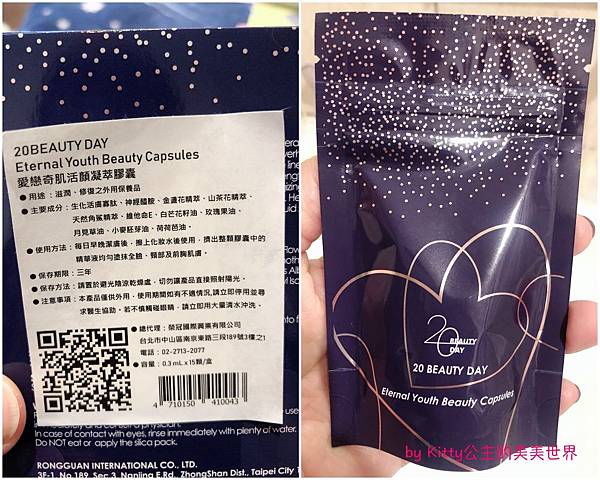 20BEAUTY DAY
Eternal Youth Beauty Capsules
愛戀奇肌活顏凝萃膠囊
● 用途：滋潤、修復之外用保養品
● 主要成分：生化活膚寡肽、神經醯胺、金盞花精萃、山茶花精萃、
天然角鯊精萃、維他命E、白芒花籽油、玫瑰果油、
月見草油、小麥胚芽油、荷荷芭油。
● 使用方法：每日早晚潔膚後，擦上化妝水後使用，擠出整顆膠囊中的
精華液均勻塗抹全臉、頸部及前胸肌膚。
● 保存期限：三年
● 保存方法：請置於避光陰涼乾燥處，切勿讓產品直接照射陽光。
● 注意事項：本產品僅供外用，使用期間如有不適情況，請立即停用並尋
求醫生協助。若不慎觸碰眼睛，請立即用大量清水沖洗。
● 總代理：榮冠國際興業有限公司
台北市中山區南京東路三段189號3樓之1
電話：02-2713-2077
● 容量：0.3 mL x 15顆/盒
4 710150 410043
In case of contact with eyes, rinse immediately with plenty of water.
Do NOT eat or apply the silica pack.
RONGGUAN INTERNATIONAL CO., LTD.
3F-1, No.189, Sec.3, Nanjing E.Rd., ZhongShan Dist., Taipei City
20 BEAUTY
DAY
20 BEAUTY DAY
Eternal Youth Beauty Capsules
by Kitty公主的美美世界